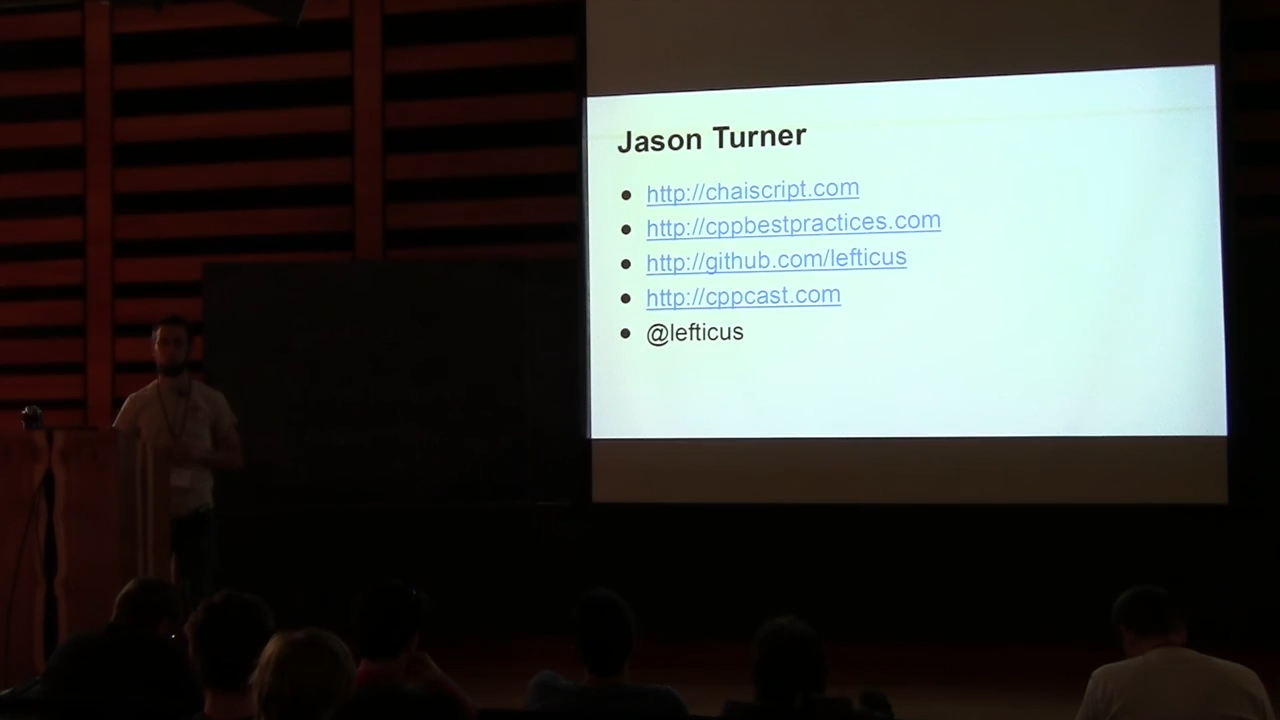 Jason Turner
● http://chaiscript.com
● http://cppbestpractices.com
● http://github.com/lefticus
● http://cppcast.com
● @lefticus